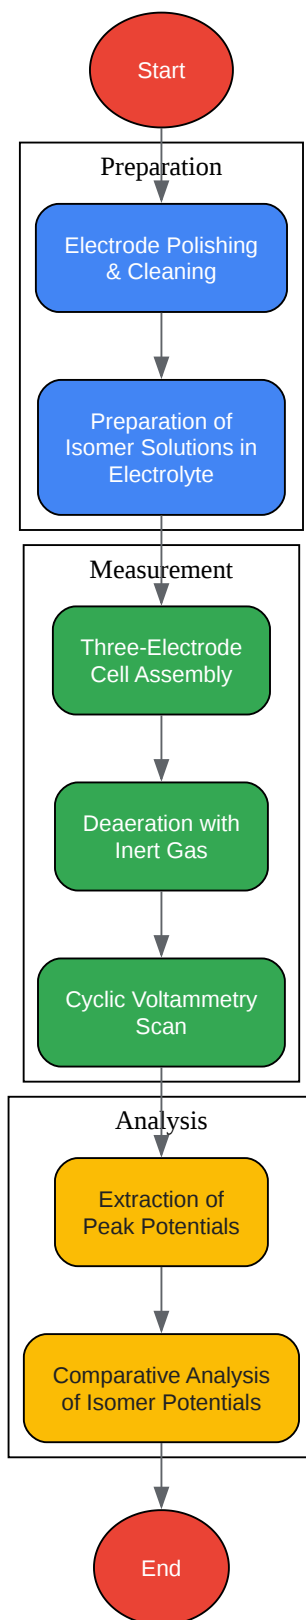 Start
Preparation
Electrode Polishing
& Cleaning
Preparation of
Isomer Solutions in
Electrolyte
Measurement
Three-Electrode
Cell Assembly
Deaeration with
Inert Gas
Cyclic Voltammetry
Scan
Analysis
Extraction of
Peak Potentials
Comparative Analysis
of Isomer Potentials
End